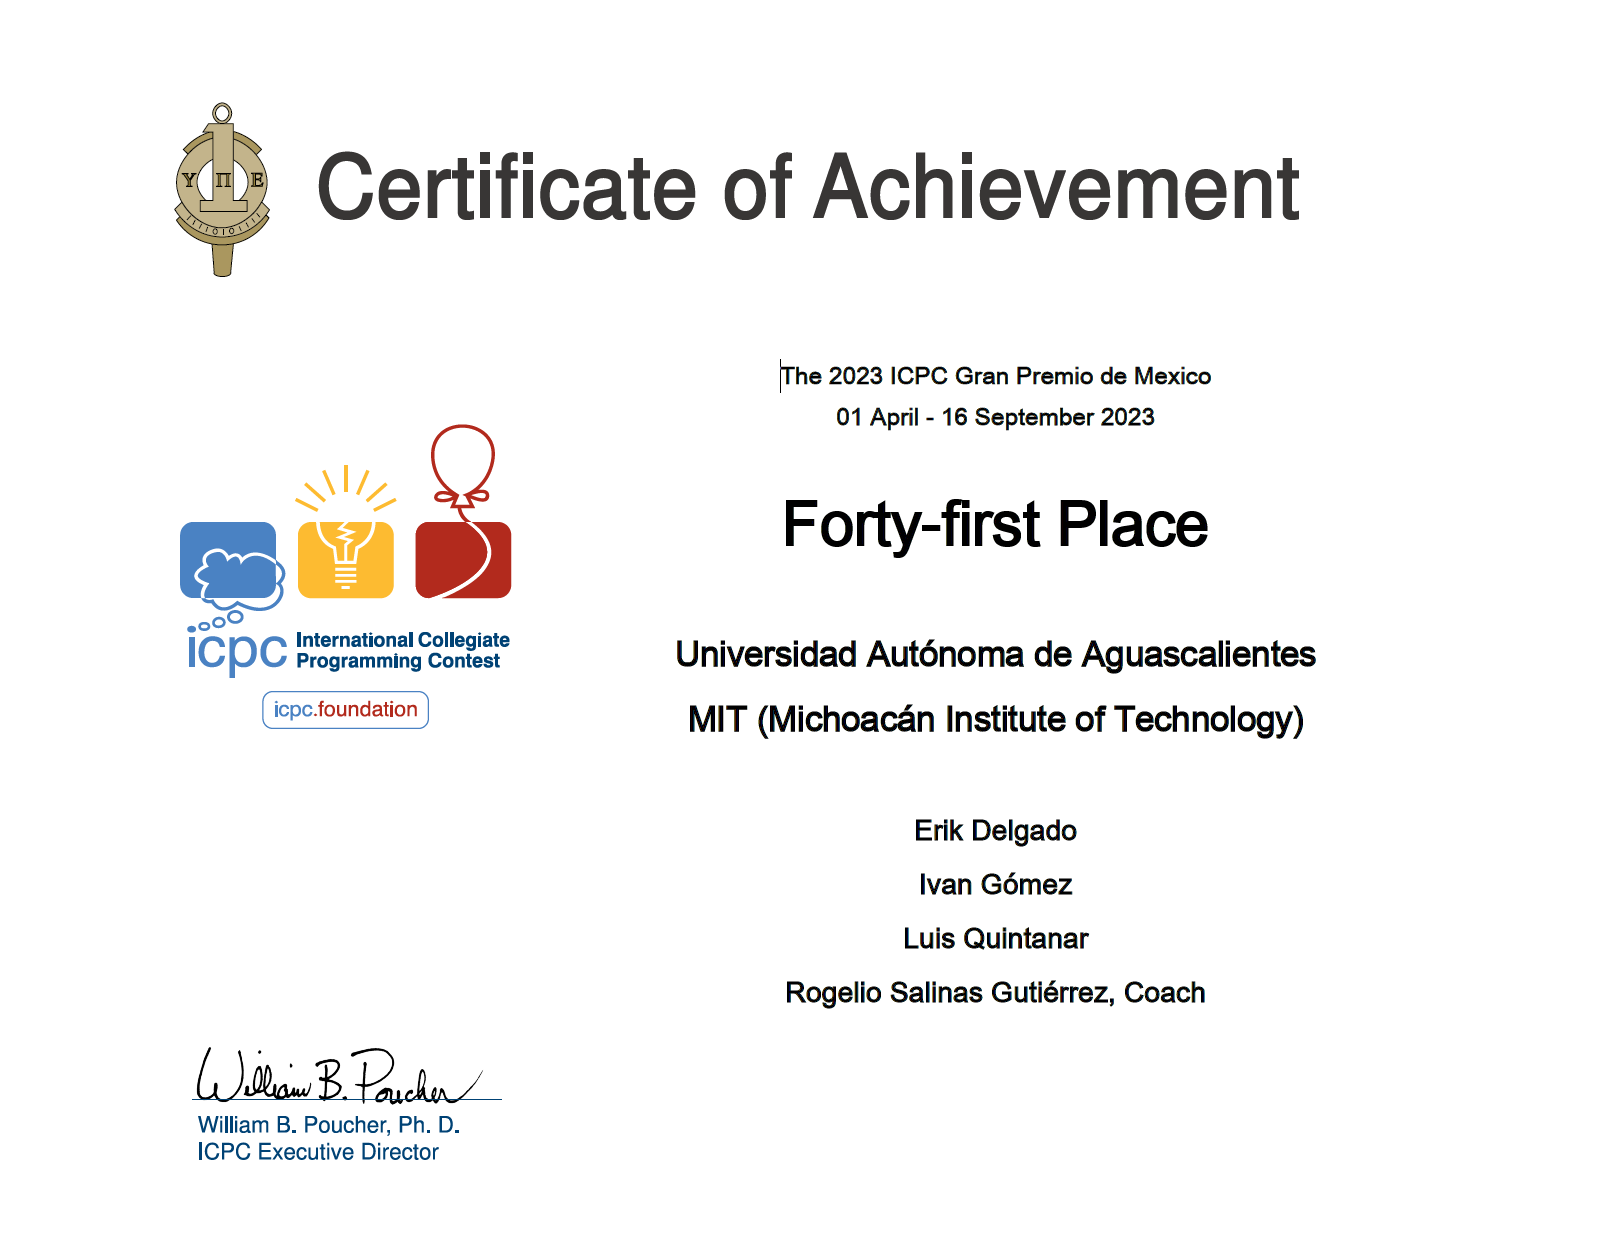 Υ Π Ε
Certificate of Achievement
The 2023 ICPC Gran Premio de Mexico
01 April - 16 September 2023
Forty-first Place
Universidad Autónoma de Aguascalientes
MIT (Michoacán Institute of Technology)
Erik Delgado
Ivan Gómez
Luis Quintanar
Rogelio Salinas Gutiérrez, Coach
icpc International Collegiate
Programming Contest
icpc.foundation
William B. Poucher
William B. Poucher, Ph. D.
ICPC Executive Director